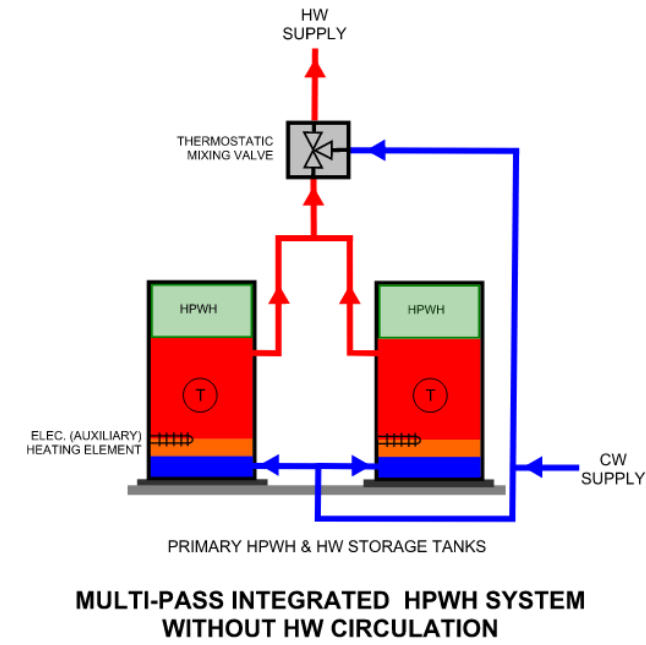 HW
SUPPLY
THERMOSTATIC
MIXING VALVE
HPWH
HPWH
T
T
ELEC. (AUXILIARY)
HEATING ELEMENT
CW
SUPPLY
PRIMARY HPWH & HW STORAGE TANKS
MULTI-PASS INTEGRATED HPWH SYSTEM
WITHOUT HW CIRCULATION